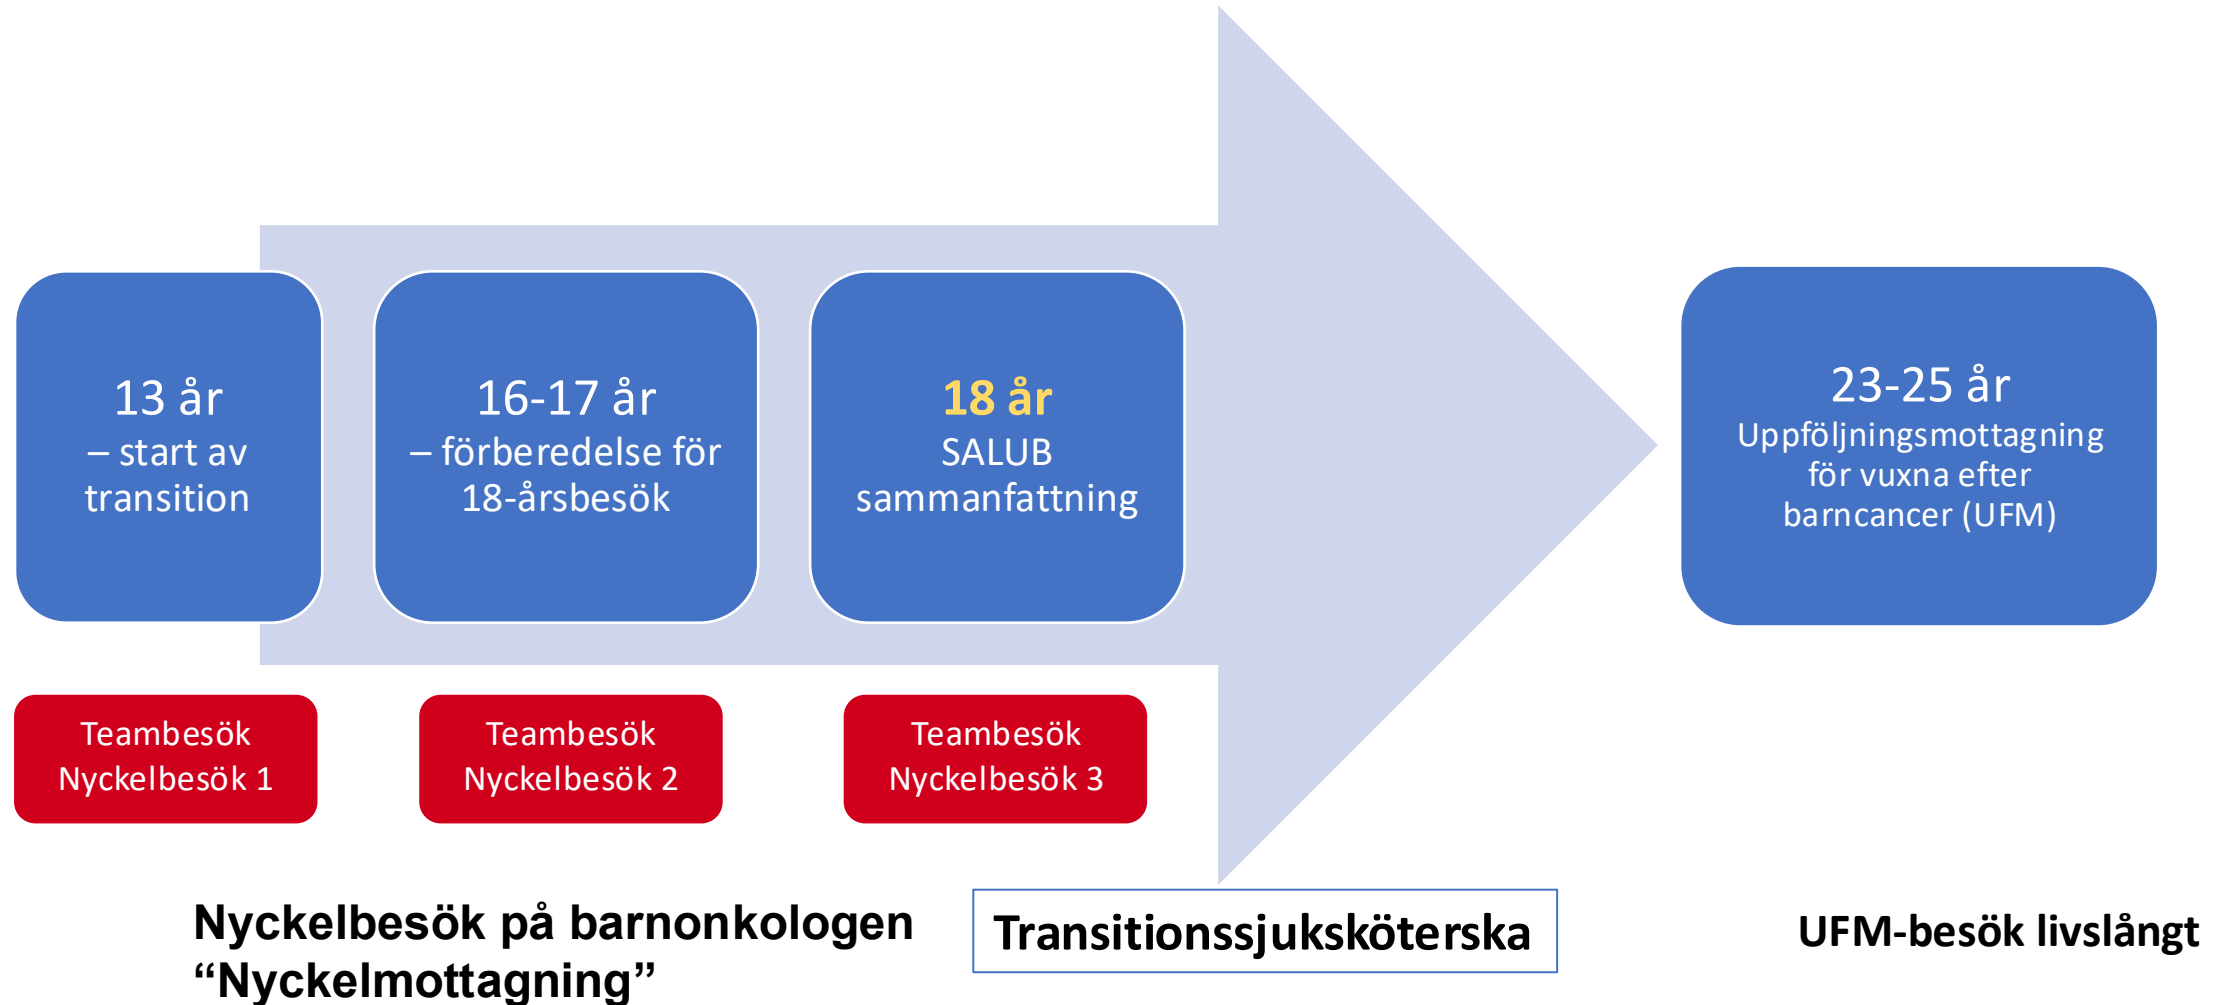 13 år
– start av
transition
16-17 år
– förberedelse för
18-årsbesök
18 år
SALUB
sammanfattning
23-25 år
Uppföljningsmottagning
för vuxna efter
barncancer (UFM)
Teambesök
Nyckelbesök 1
Teambesök
Nyckelbesök 2
Teambesök
Nyckelbesök 3
Nyckelbesök på barnonkologen
“Nyckelmottagning”
Transitionssjuksköterska
UFM-besök livslångt